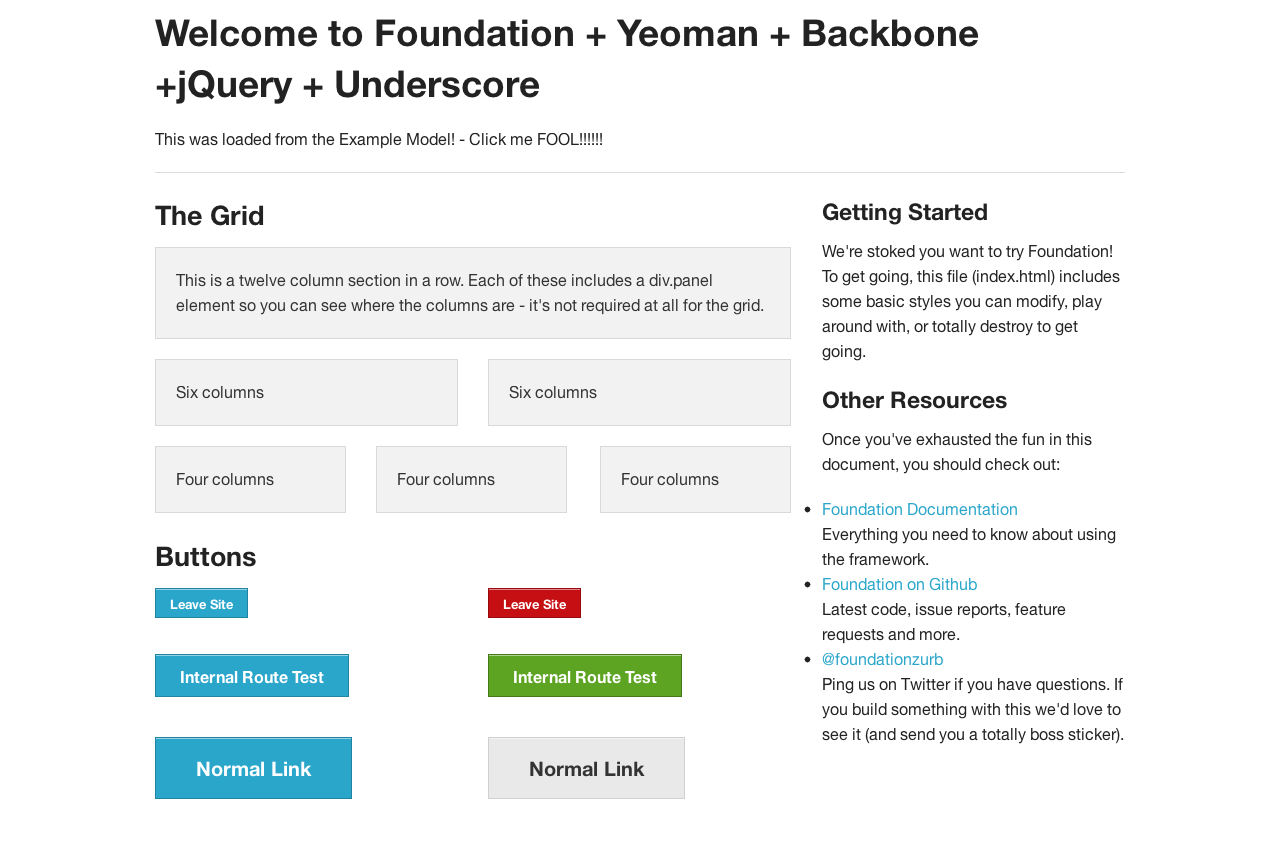 Welcome to Foundation + Yeoman + Backbone
+jQuery + Underscore
This was loaded from the Example Model! - Click me FOOL!!!!!!
The Grid
This is a twelve column section in a row. Each of these includes a div.panel
element so you can see where the columns are - it's not required at all for the grid.
Six columns
Six columns
Four columns
Four columns
Four columns
Buttons
Leave Site
Leave Site
Internal Route Test
Internal Route Test
Normal Link
Normal Link
Getting Started
We're stoked you want to try Foundation!
To get going, this file (index.html) includes
some basic styles you can modify, play
around with, or totally destroy to get
going.
Other Resources
Once you've exhausted the fun in this
document, you should check out:
Foundation Documentation
Everything you need to know about using
the framework.
Foundation on Github
Latest code, issue reports, feature
requests and more.
@foundationzurb
Ping us on Twitter if you have questions. If
you build something with this we'd love to
see it (and send you a totally boss sticker).